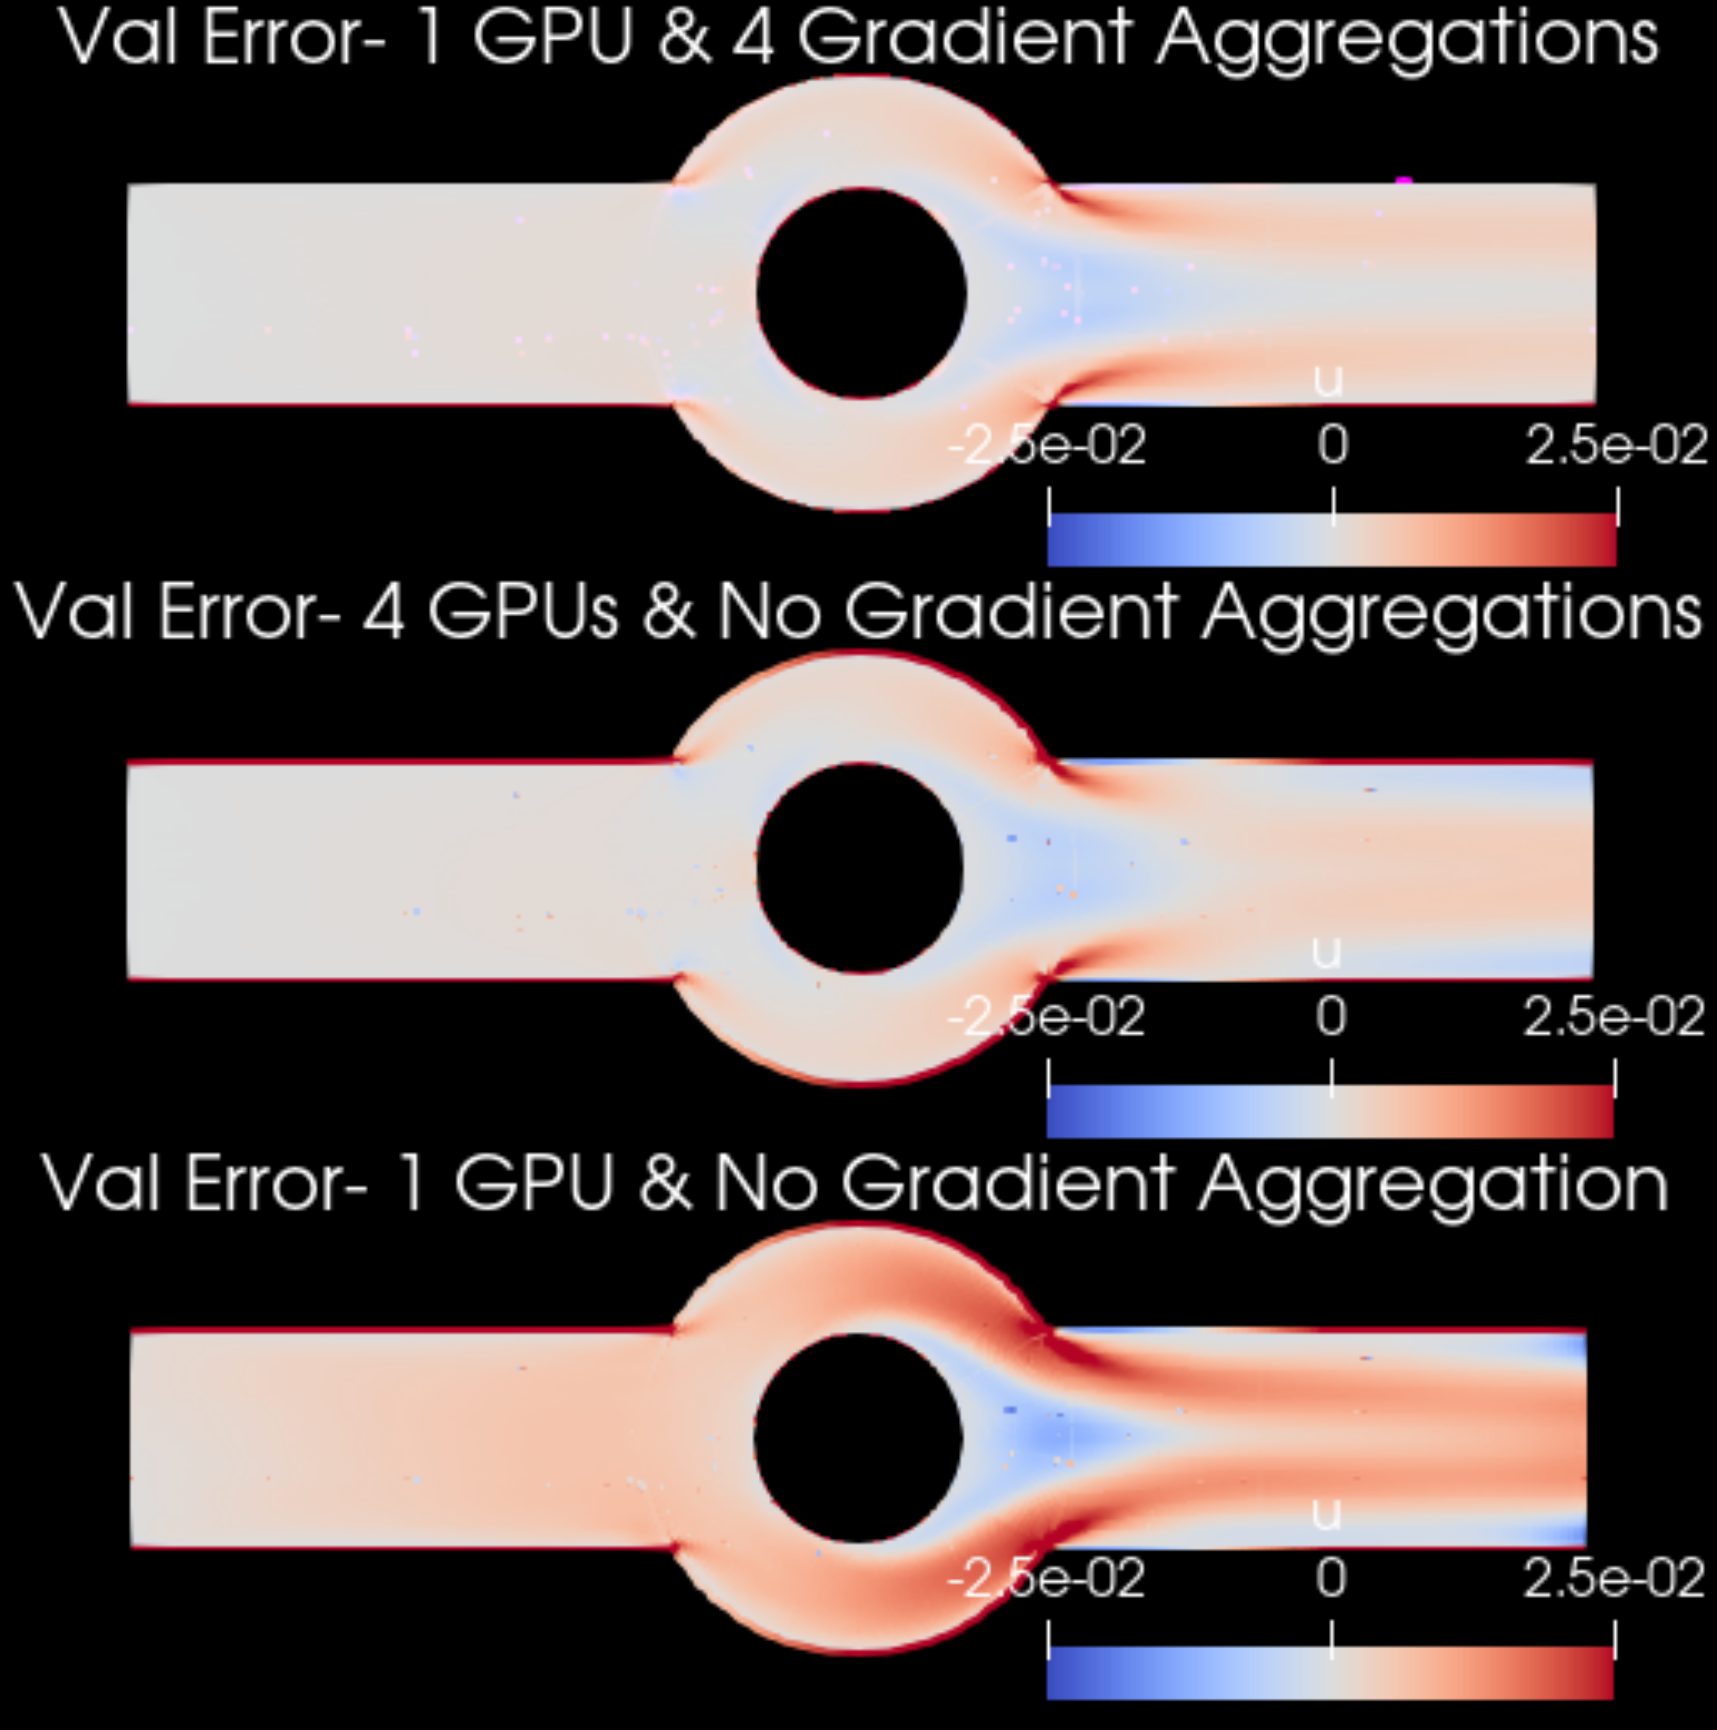 Val Error- 1 GPU & 4 Gradient Aggregations
u
-2.5e-02 0 2.5e-02
Val Error- 4 GPUs & No Gradient Aggregations
u
-2.5e-02 0 2.5e-02
Val Error- 1 GPU & No Gradient Aggregation
u
-2.5e-02 0 2.5e-02